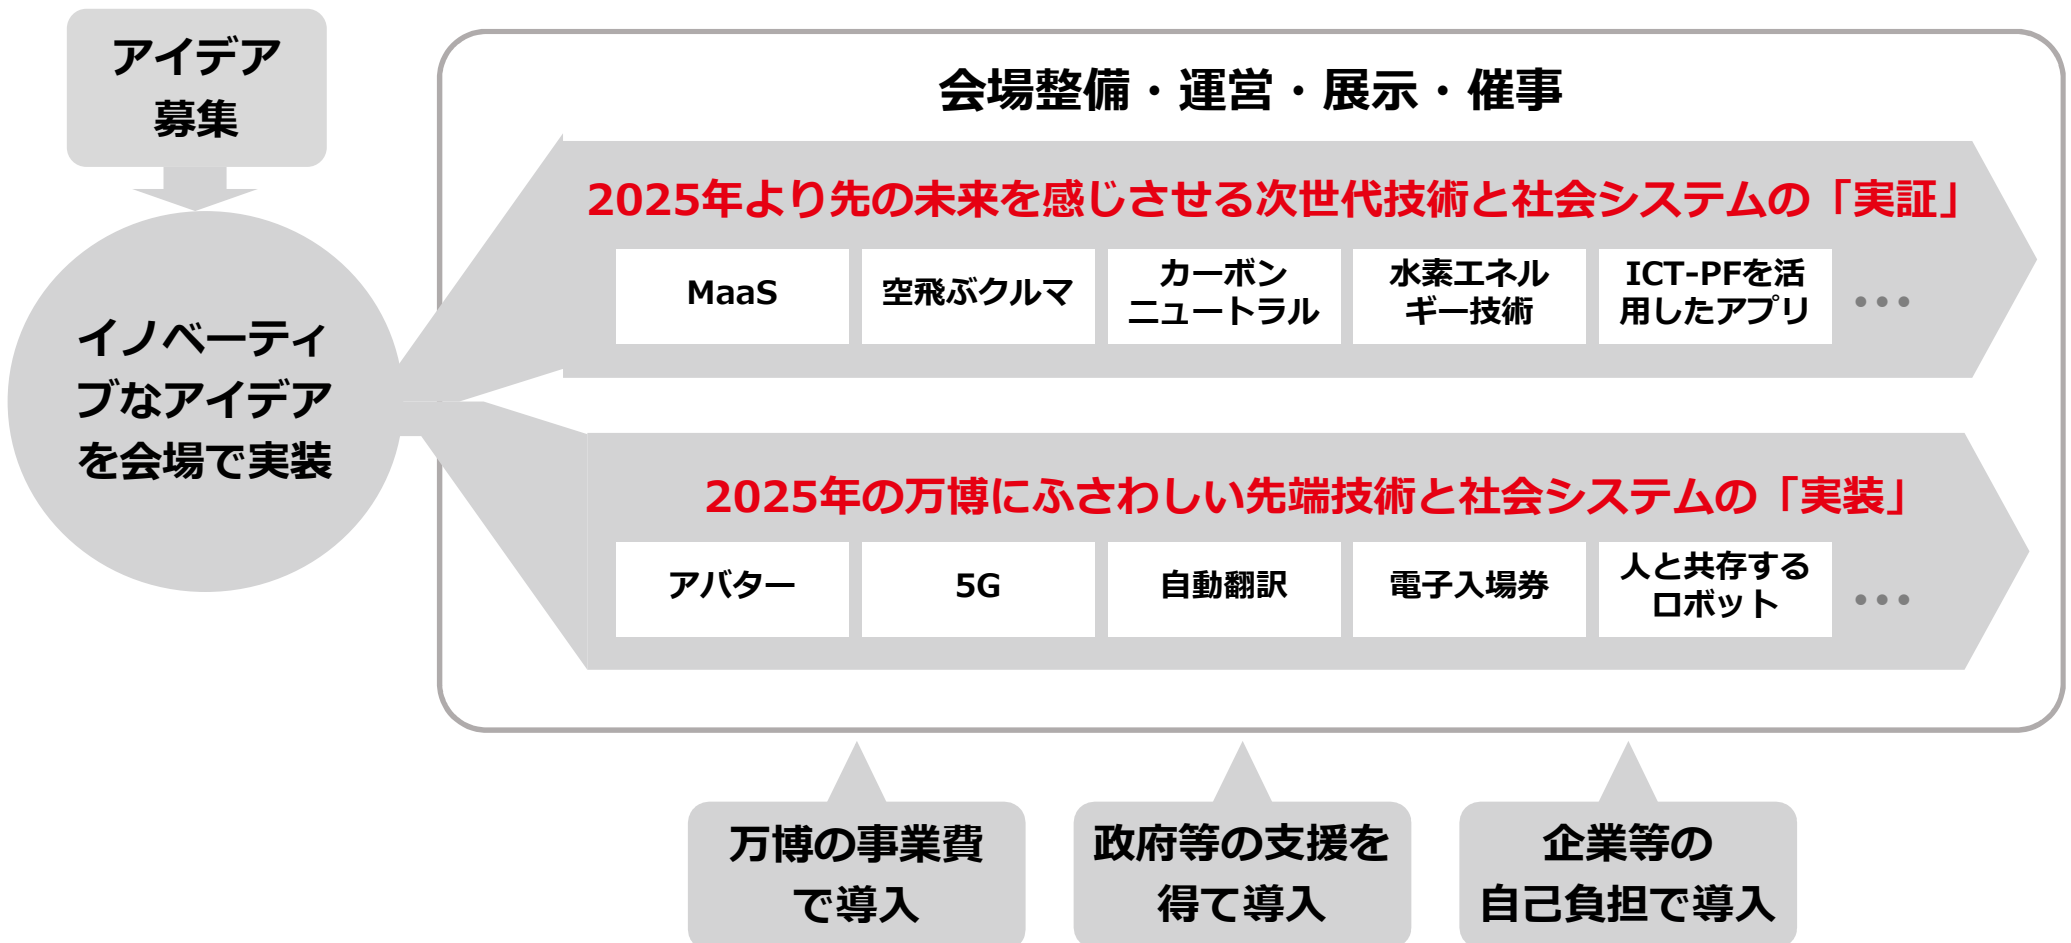 アイデア
募集
イノベーティ
ブなアイデア
を会場で実装
会場整備・運営・展示・催事
2025年より先の未来を感じさせる次世代技術と社会システムの「実証」
MaaS
空飛ぶクルマ
カーボン
ニュートラル
水素エネル
ギー技術
ICT-PFを活
用したアプリ
･･･
2025年の万博にふさわしい先端技術と社会システムの「実装」
アバター
5G
自動翻訳
電子入場券
人と共存する
ロボット
･･･
万博の事業費
で導入
政府等の支援を
得て導入
企業等の
自己負担で導入